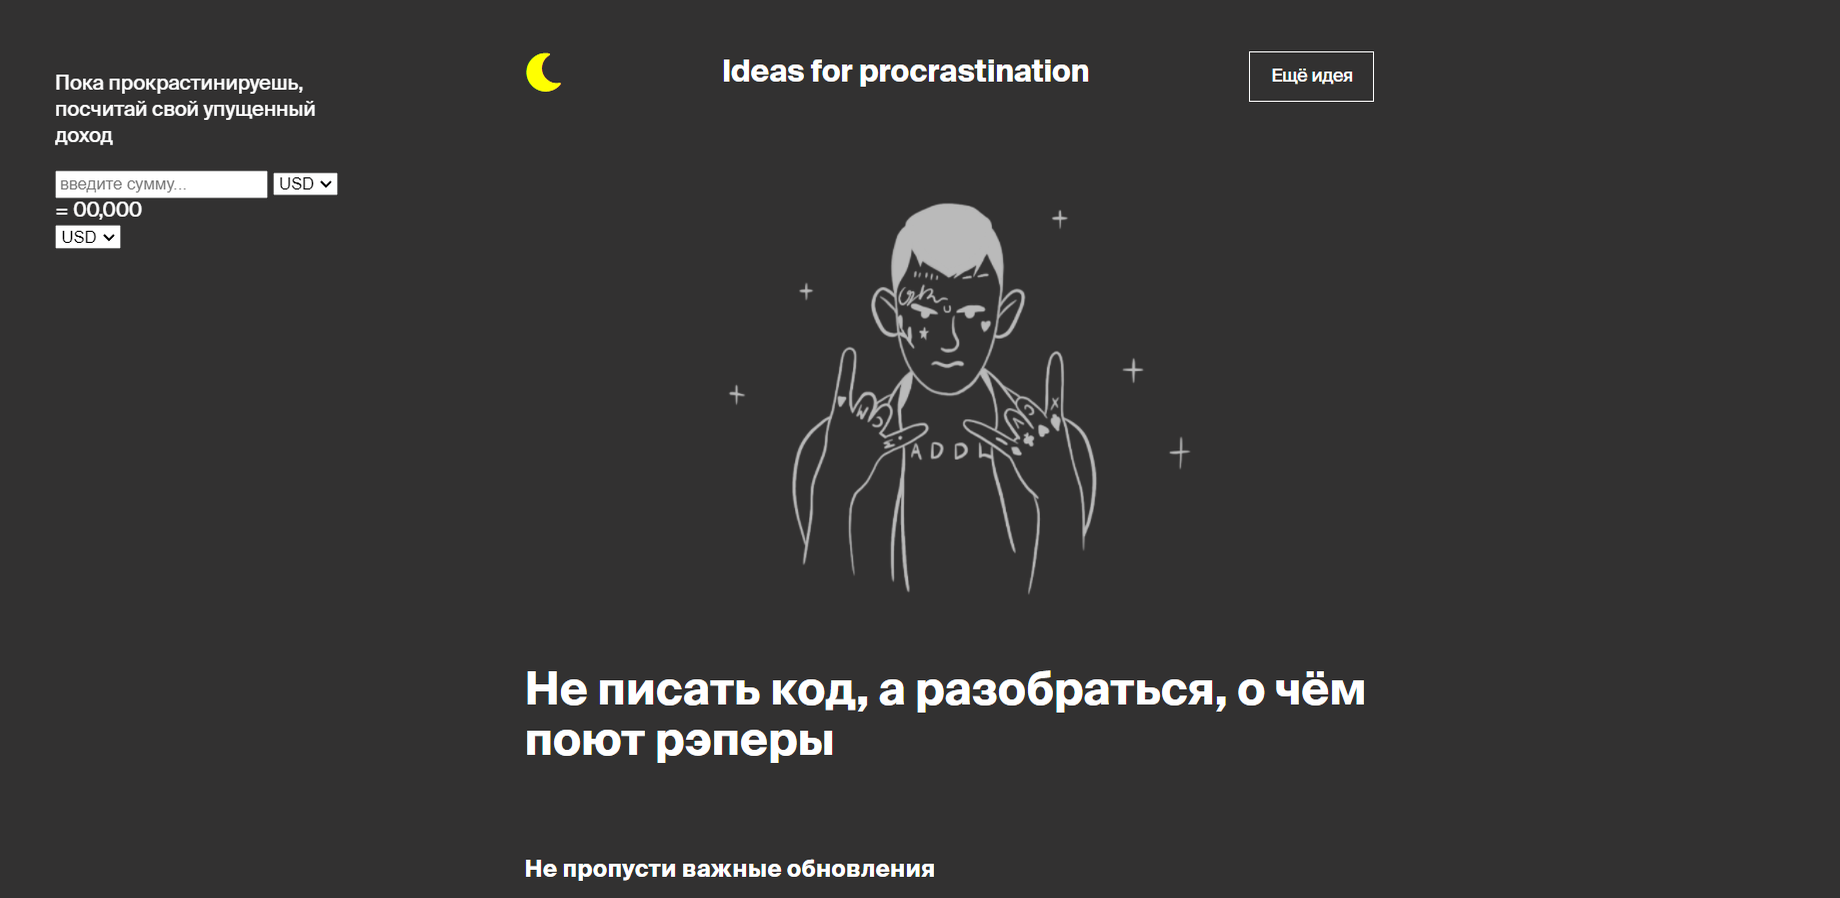 Пока прокрастинируешь,
посчитай свой упущенный
доход
введите сумму...
USD
= 00,000
USD
Ideas for procrastination
Ещё идея
ADDL
Не писать код, а разобраться, о чём
поют рэперы
Не пропусти важные обновления